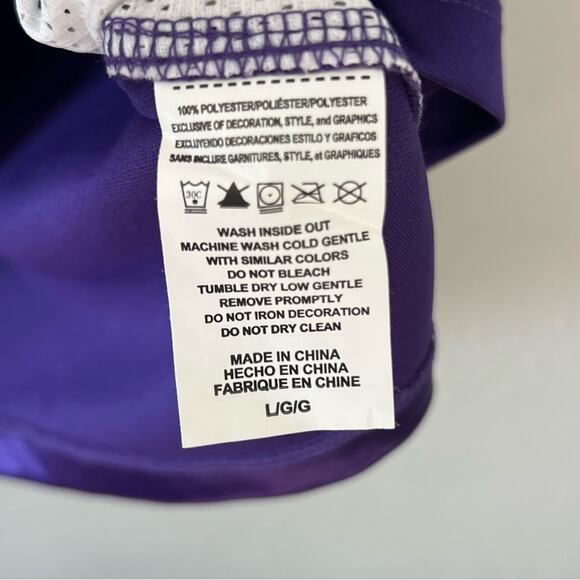 100% POLYESTER/POLIÉSTER/POLYESTER
EXCLUSIVE OF DECORATION, STYLE, and GRAPHICS
EXCLUYENDO DECORACIONES ESTILO Y GRAFICOS
SANS INCLURE GARNITURES, STYLE, et GRAPHIQUES
30C
WASH INSIDE OUT
MACHINE WASH COLD GENTLE
WITH SIMILAR COLORS
DO NOT BLEACH
TUMBLE DRY LOW GENTLE
REMOVE PROMPTLY
DO NOT IRON DECORATION
DO NOT DRY CLEAN
MADE IN CHINA
HECHO EN CHINA
FABRIQUE EN CHINE
L/G/G